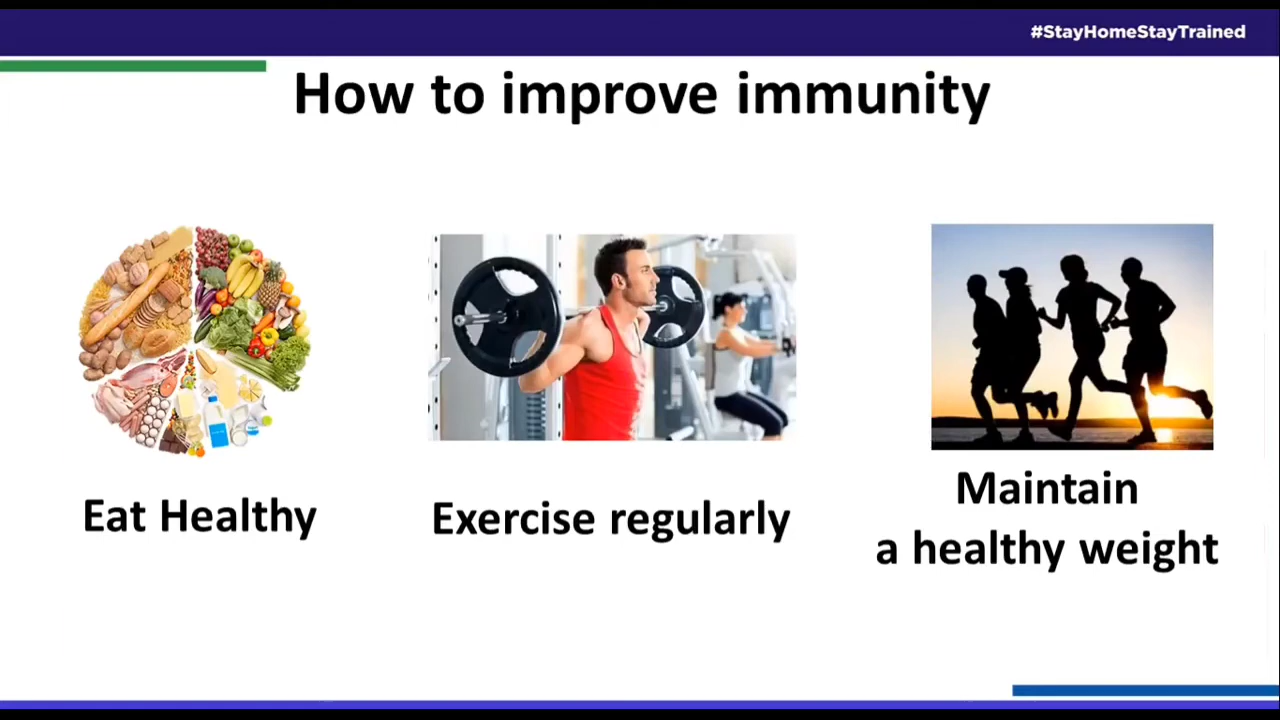 #StayHomeStayTrained
How to improve immunity
Eat Healthy
Exercise regularly
Maintain
a healthy weight